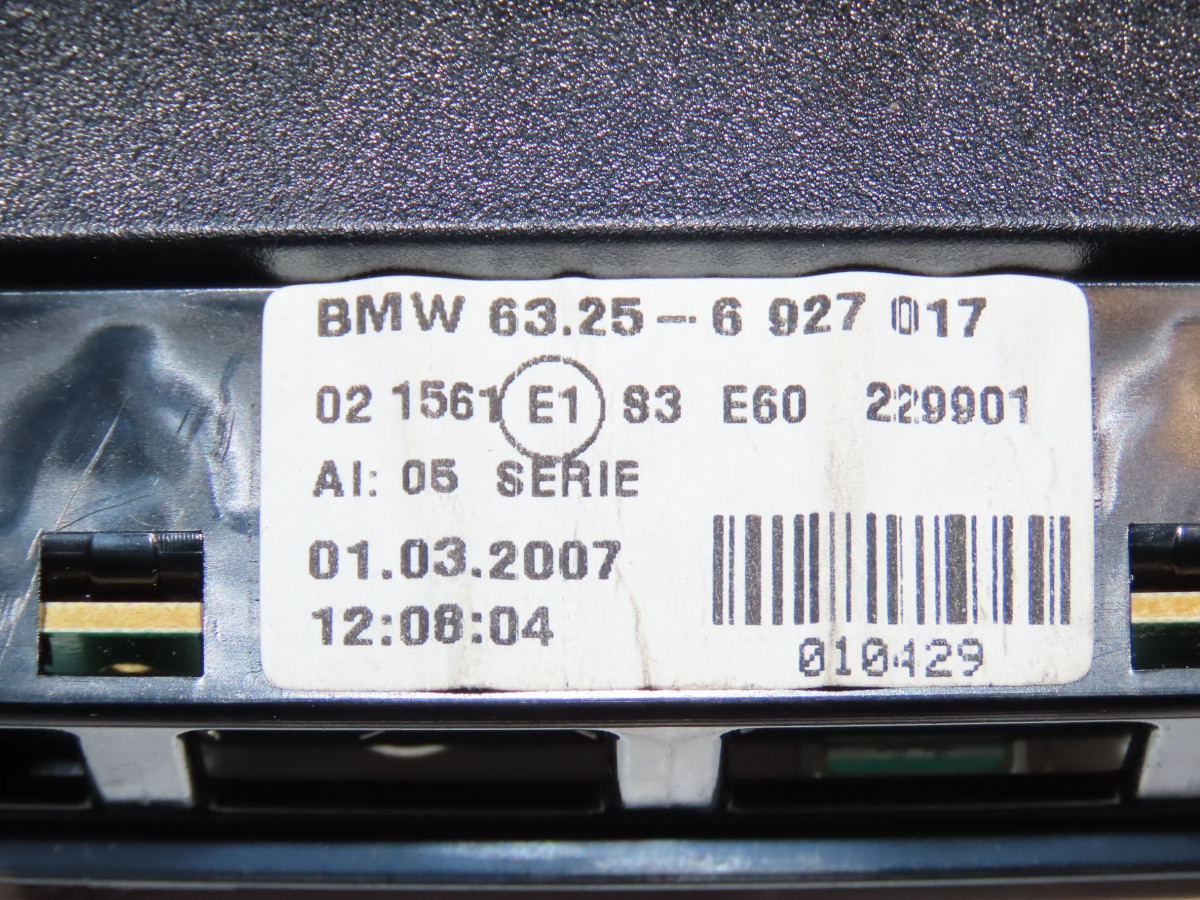 BMW 63.25-6 927 017
02 1561 E1 S3 E60 229901
AI: 05 SERIE
01.03.2007
12:08:04
010429